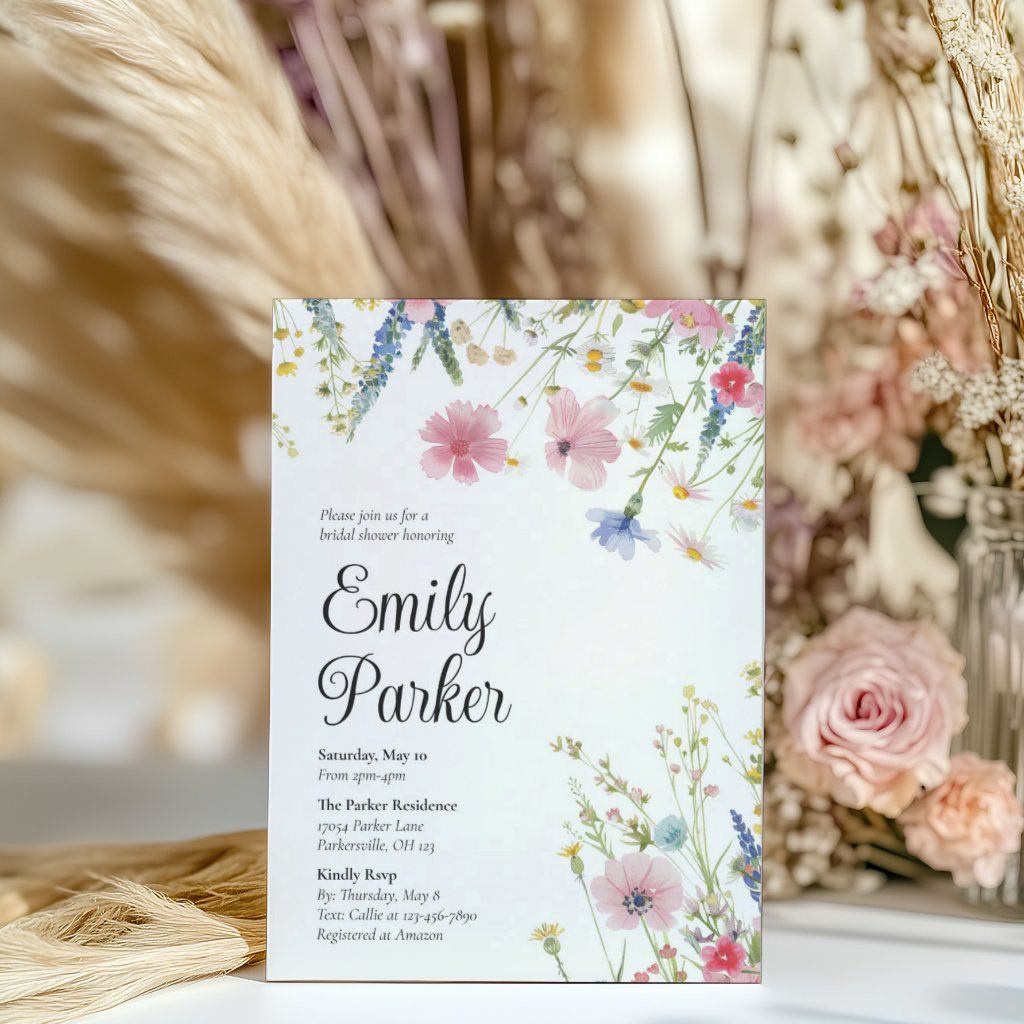 Please join us for a
bridal shower honoring
Emily
Parker
Saturday, May 10
From 2pm-4pm
The Parker Residence
17054 Parker Lane
Parkersville, OH 123
Kindly Rsvp
By: Thursday, May 8
Text: Callie at 123-456-7890
Registered at Amazon